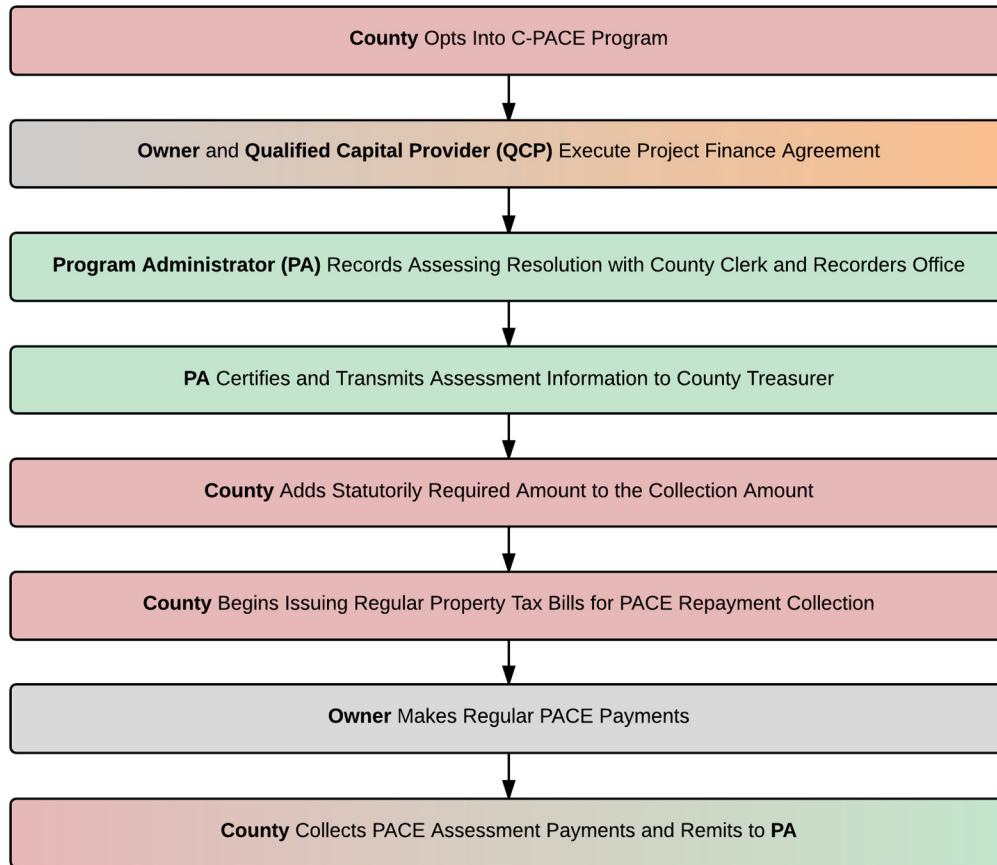 County Opts Into C-PACE Program
Owner and Qualified Capital Provider (QCP) Execute Project Finance Agreement
Program Administrator (PA) Records Assessing Resolution with County Clerk and Recorders Office
PA Certifies and Transmits Assessment Information to County Treasurer
County Adds Statutorily Required Amount to the Collection Amount
County Begins Issuing Regular Property Tax Bills for PACE Repayment Collection
Owner Makes Regular PACE Payments
County Collects PACE Assessment Payments and Remits to PA